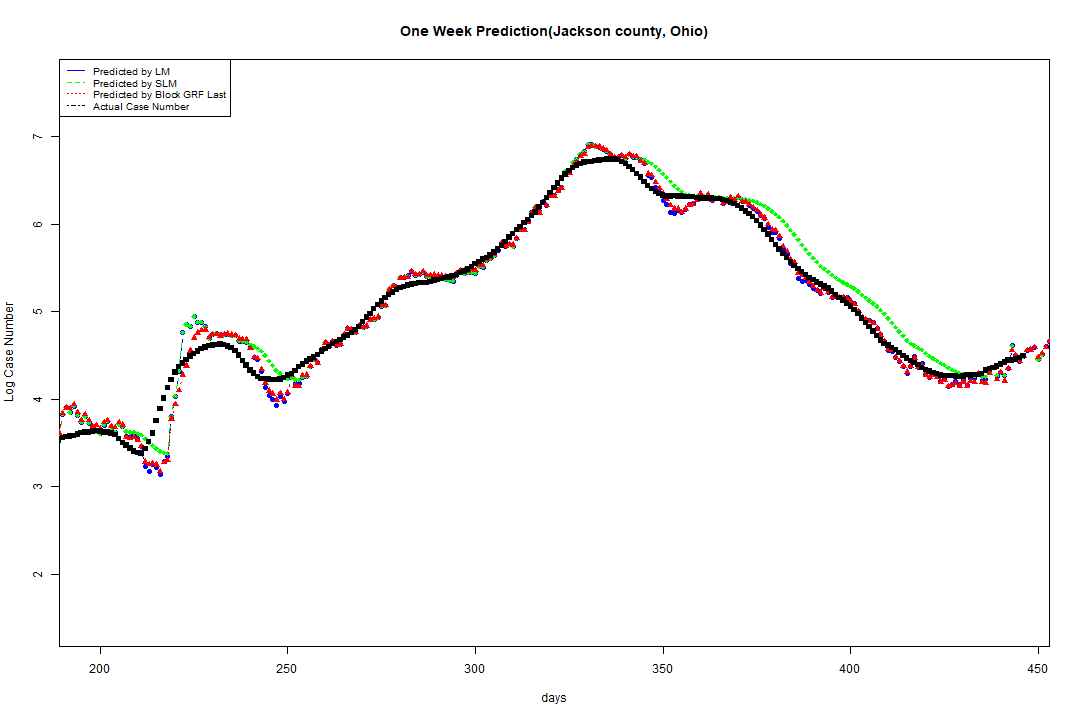 One Week Prediction(Jackson county, Ohio)
Predicted by LM
Predicted by SLM
Predicted by Block GRF Last
Actual Case Number
Log Case Number
7
6
5
4
3
2
200 250 300 350 400 450
days